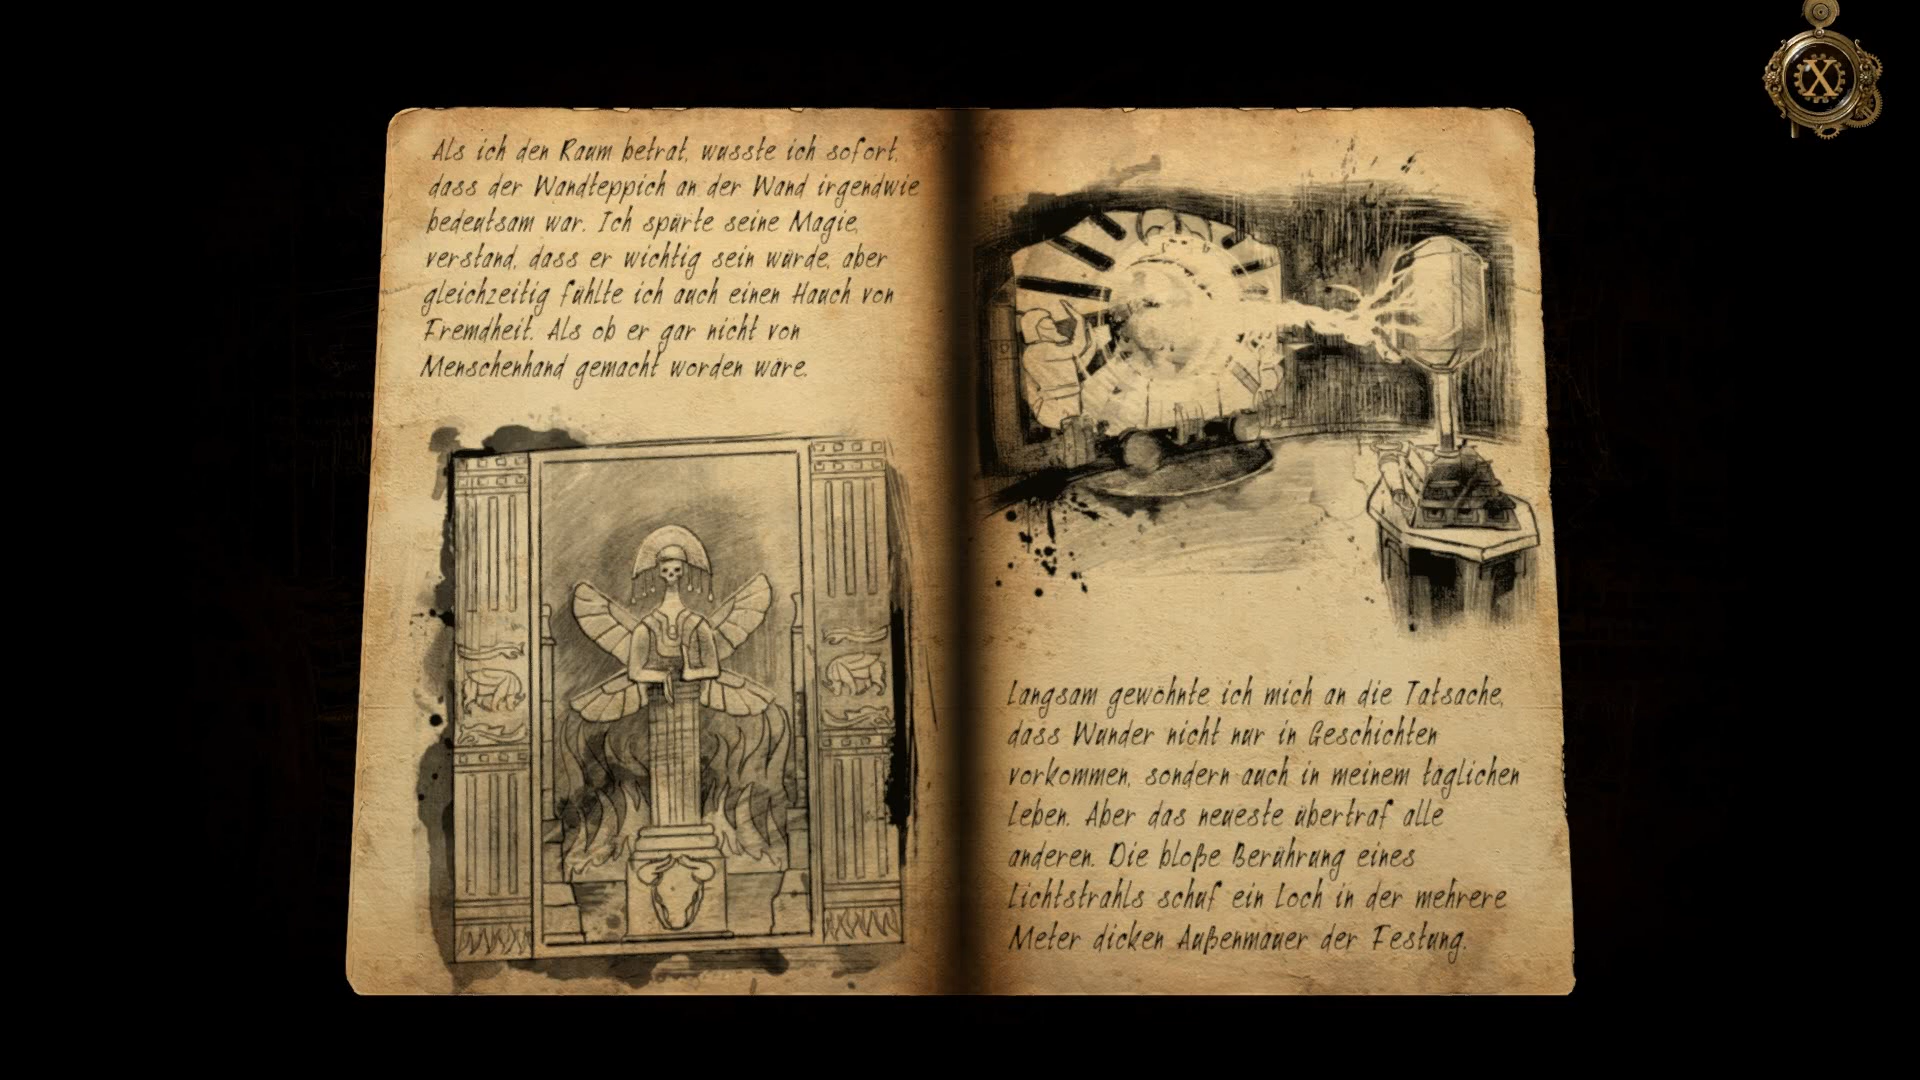 Als ich den Raum betrat, wusste ich sofort,
dass der Wandteppich an der Wand irgendwie
bedeutsam war. Ich spürte seine Magie,
verstand, dass er wichtig sein würde, aber
gleichzeitig fühlte ich auch einen Hauch von
Fremdheit. Als ob er gar nicht von
Menschenhand gemacht worden wäre.
Langsam gewöhnte ich mich an die Tatsache,
dass Wunder nicht nur in Geschichten
vorkommen, sondern auch in meinem täglichen
Leben. Aber das neueste übertraf alle
anderen. Die bloße Berührung eines
Lichtstrahls schuf ein Loch in der mehrere
Meter dicken Außenmauer der Festung.
X